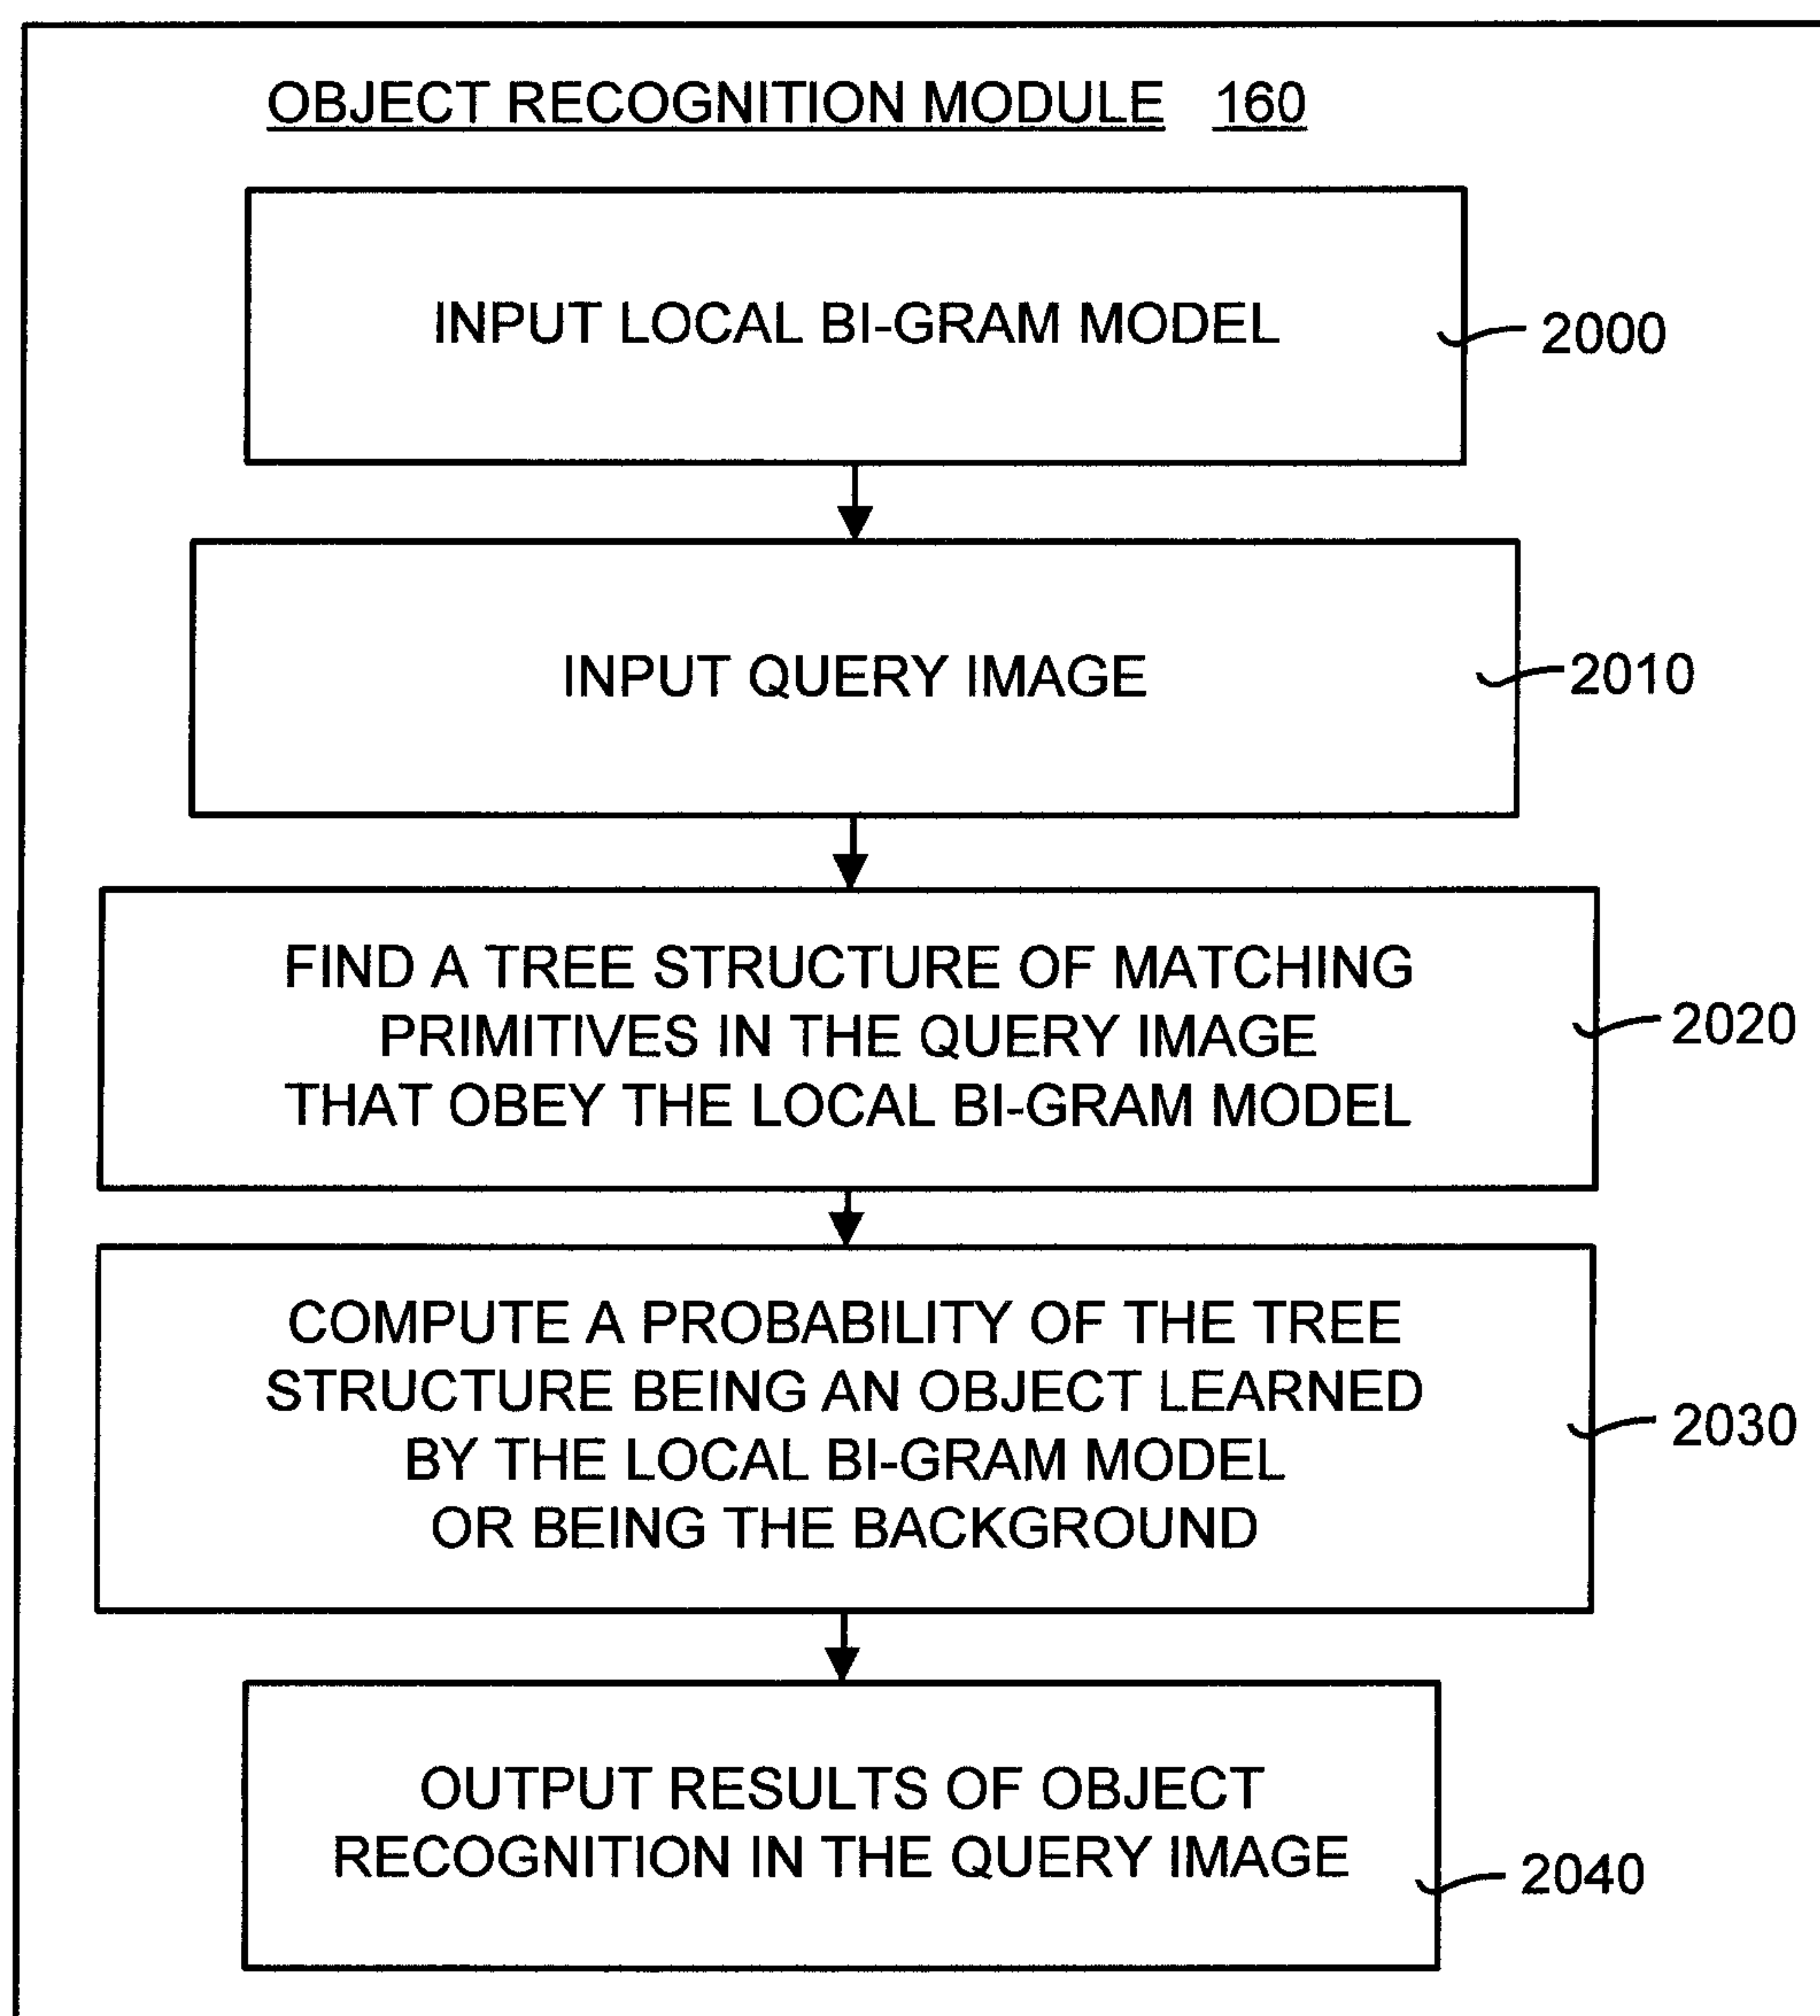 OBJECT RECOGNITION MODULE 160
INPUT LOCAL BI-GRAM MODEL
2000
INPUT QUERY IMAGE
2010
FIND A TREE STRUCTURE OF MATCHING
PRIMITIVES IN THE QUERY IMAGE
THAT OBEY THE LOCAL BI-GRAM MODEL
2020
COMPUTE A PROBABILITY OF THE TREE
STRUCTURE BEING AN OBJECT LEARNED
BY THE LOCAL BI-GRAM MODEL
OR BEING THE BACKGROUND
2030
OUTPUT RESULTS OF OBJECT
RECOGNITION IN THE QUERY IMAGE
2040